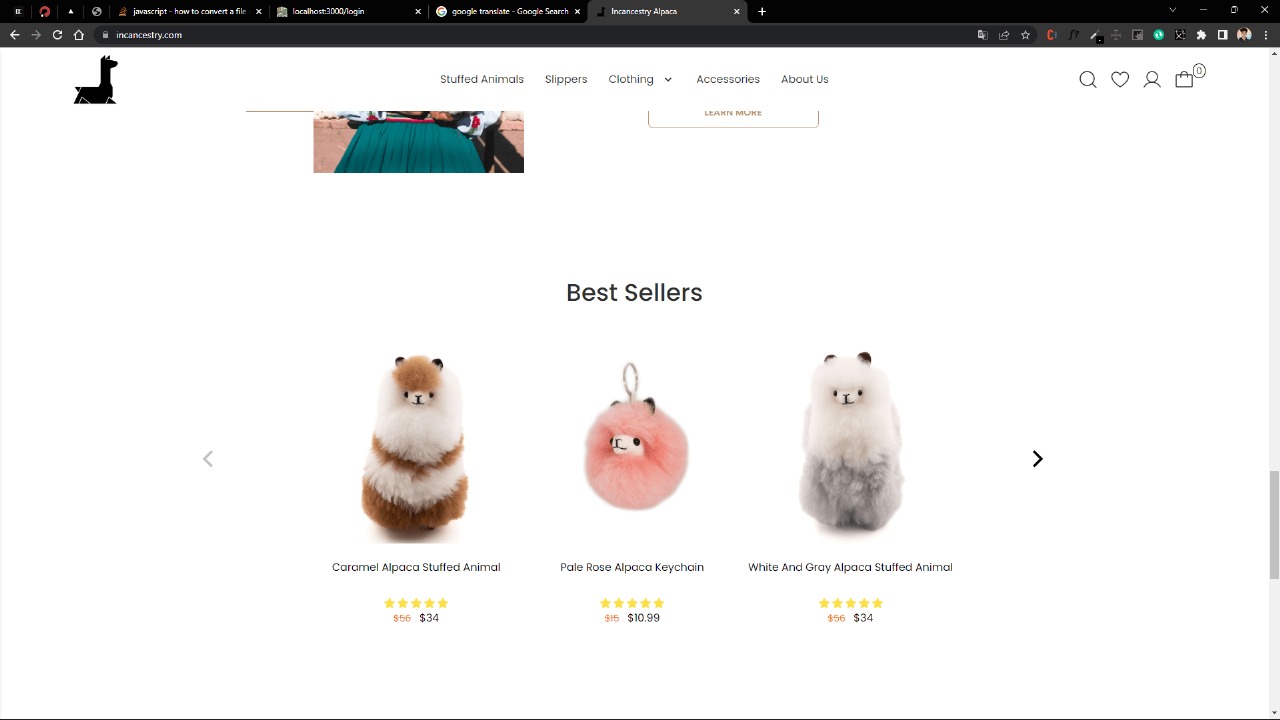 javascript - how to convert a file
localhost:3000/login
google translate - Google Search
Incancestry Alpaca
incancestry.com
Stuffed Animals
Slippers
Clothing
Accessories
About Us
0
LEARN MORE
Best Sellers
Caramel Alpaca Stuffed Animal
Pale Rose Alpaca Keychain
White And Gray Alpaca Stuffed Animal
$56 $34
$15 $10.99
$56 $34